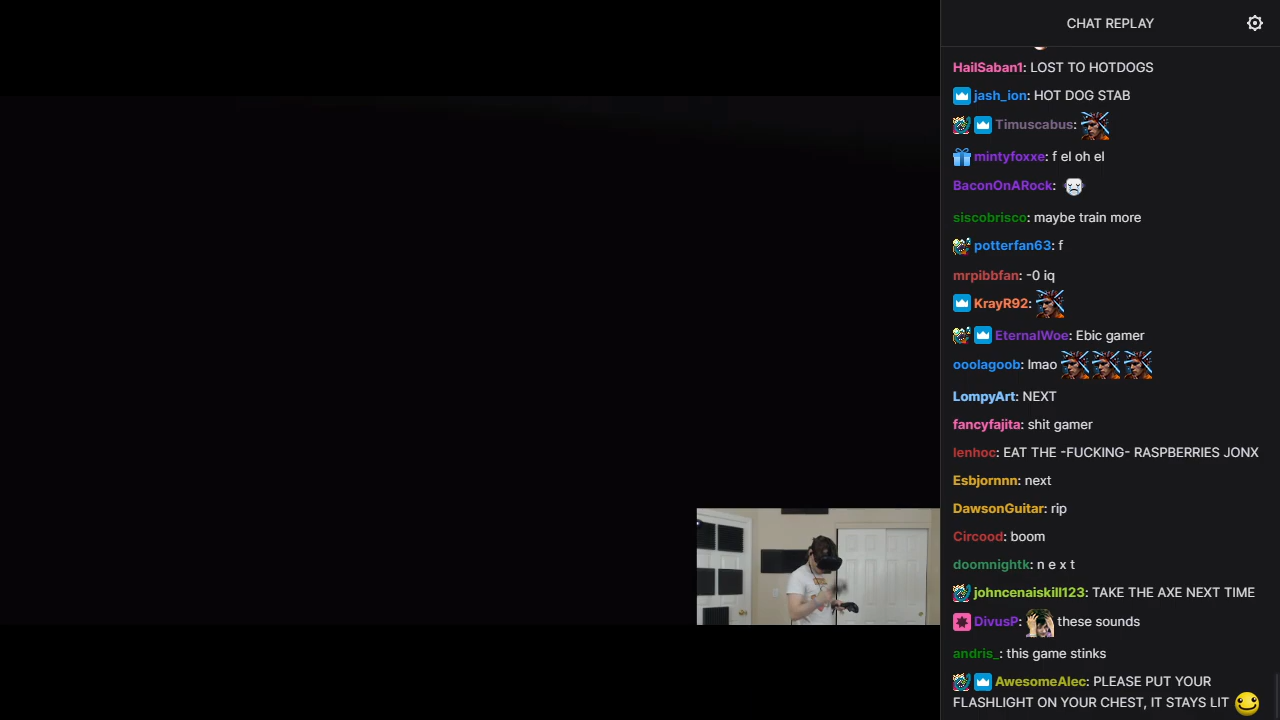 CHAT REPLAY
HailSaban1: LOST TO HOTDOGS
jash_ion: HOT DOG STAB
Timuscabus:
mintyfoxxe: f el oh el
BaconOnARock:
siscobrisco: maybe train more
potterfan63: f
mrpibbfan: -0 iq
KrayR92:
EternalWoe: Ebic gamer
ooolagoob: lmao
LompyArt: NEXT
fancyfajita: shit gamer
lenhoc: EAT THE -FUCKING- RASPBERRIES JONX
Esbjornnn: next
DawsonGuitar: rip
Circood: boom
doomnightk: n e x t
johncenaiskill123: TAKE THE AXE NEXT TIME
DivusP: these sounds
andris_: this game stinks
AwesomeAlec: PLEASE PUT YOUR
FLASHLIGHT ON YOUR CHEST, IT STAYS LIT